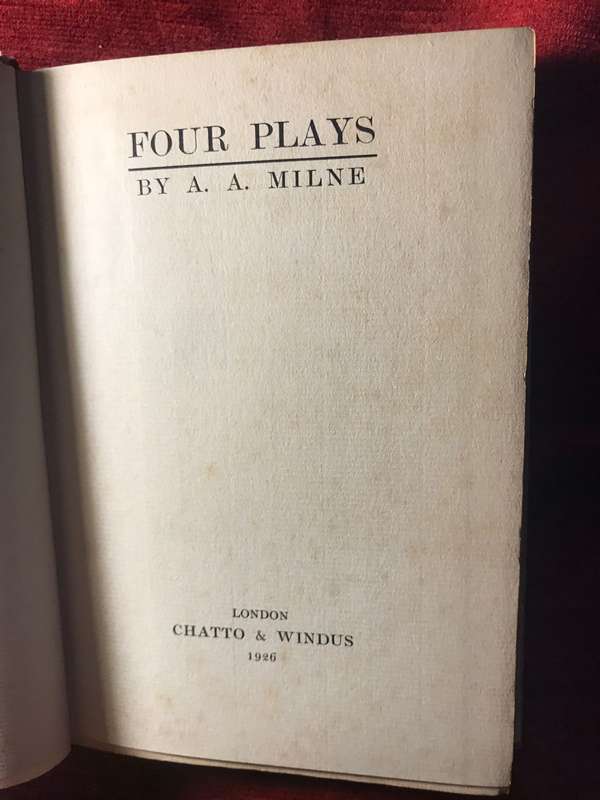 FOUR PLAYS
BY A. A. MILNE
LONDON
CHATTO & WINDUS
1926